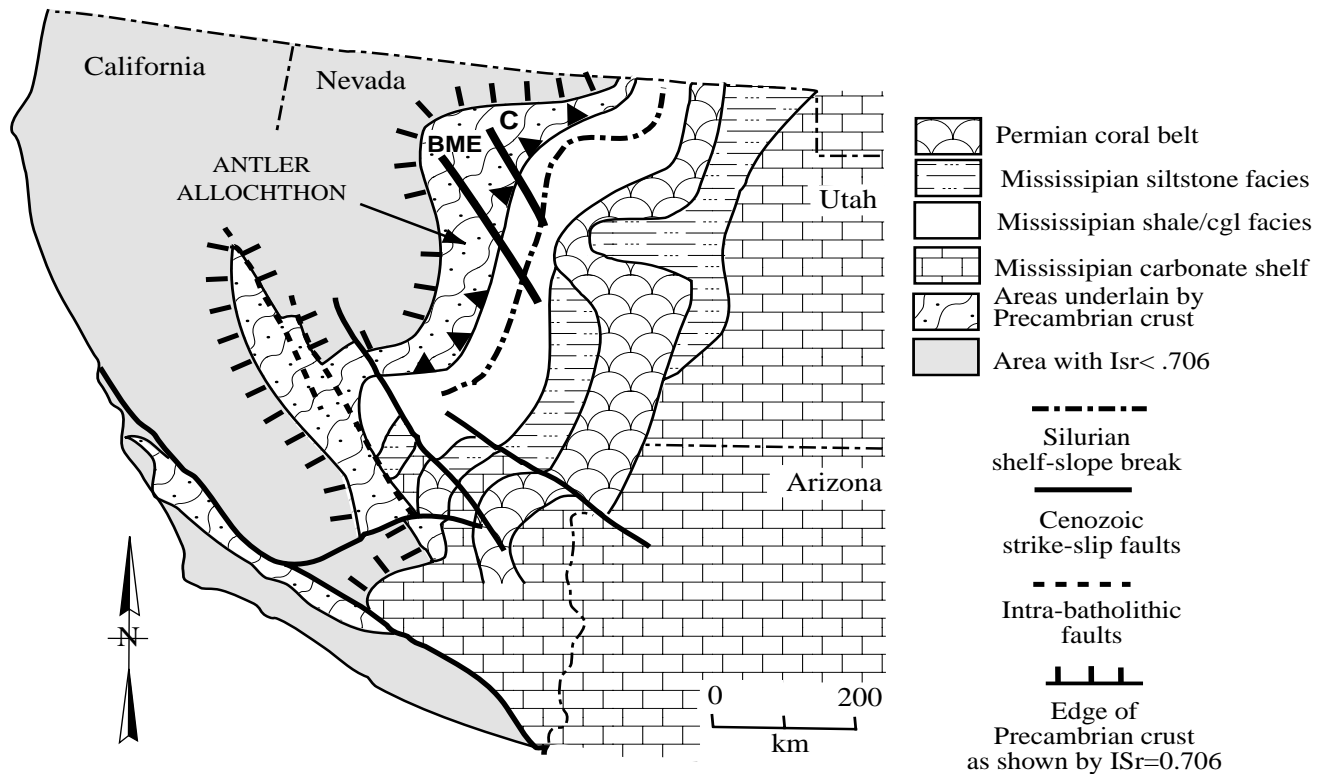 California
Nevada
C
BME
ANTLER
ALLOCHTHON
Utah
Arizona
N
0 200
km
Permian coral belt
Mississipian siltstone facies
Mississipian shale/cgl facies
Mississipian carbonate shelf
Areas underlain by
Precambrian crust
Area with Isr< .706
Silurian
shelf-slope break
Cenozoic
strike-slip faults
Intra-batholithic
faults
Edge of
Precambrian crust
as shown by ISr=0.706